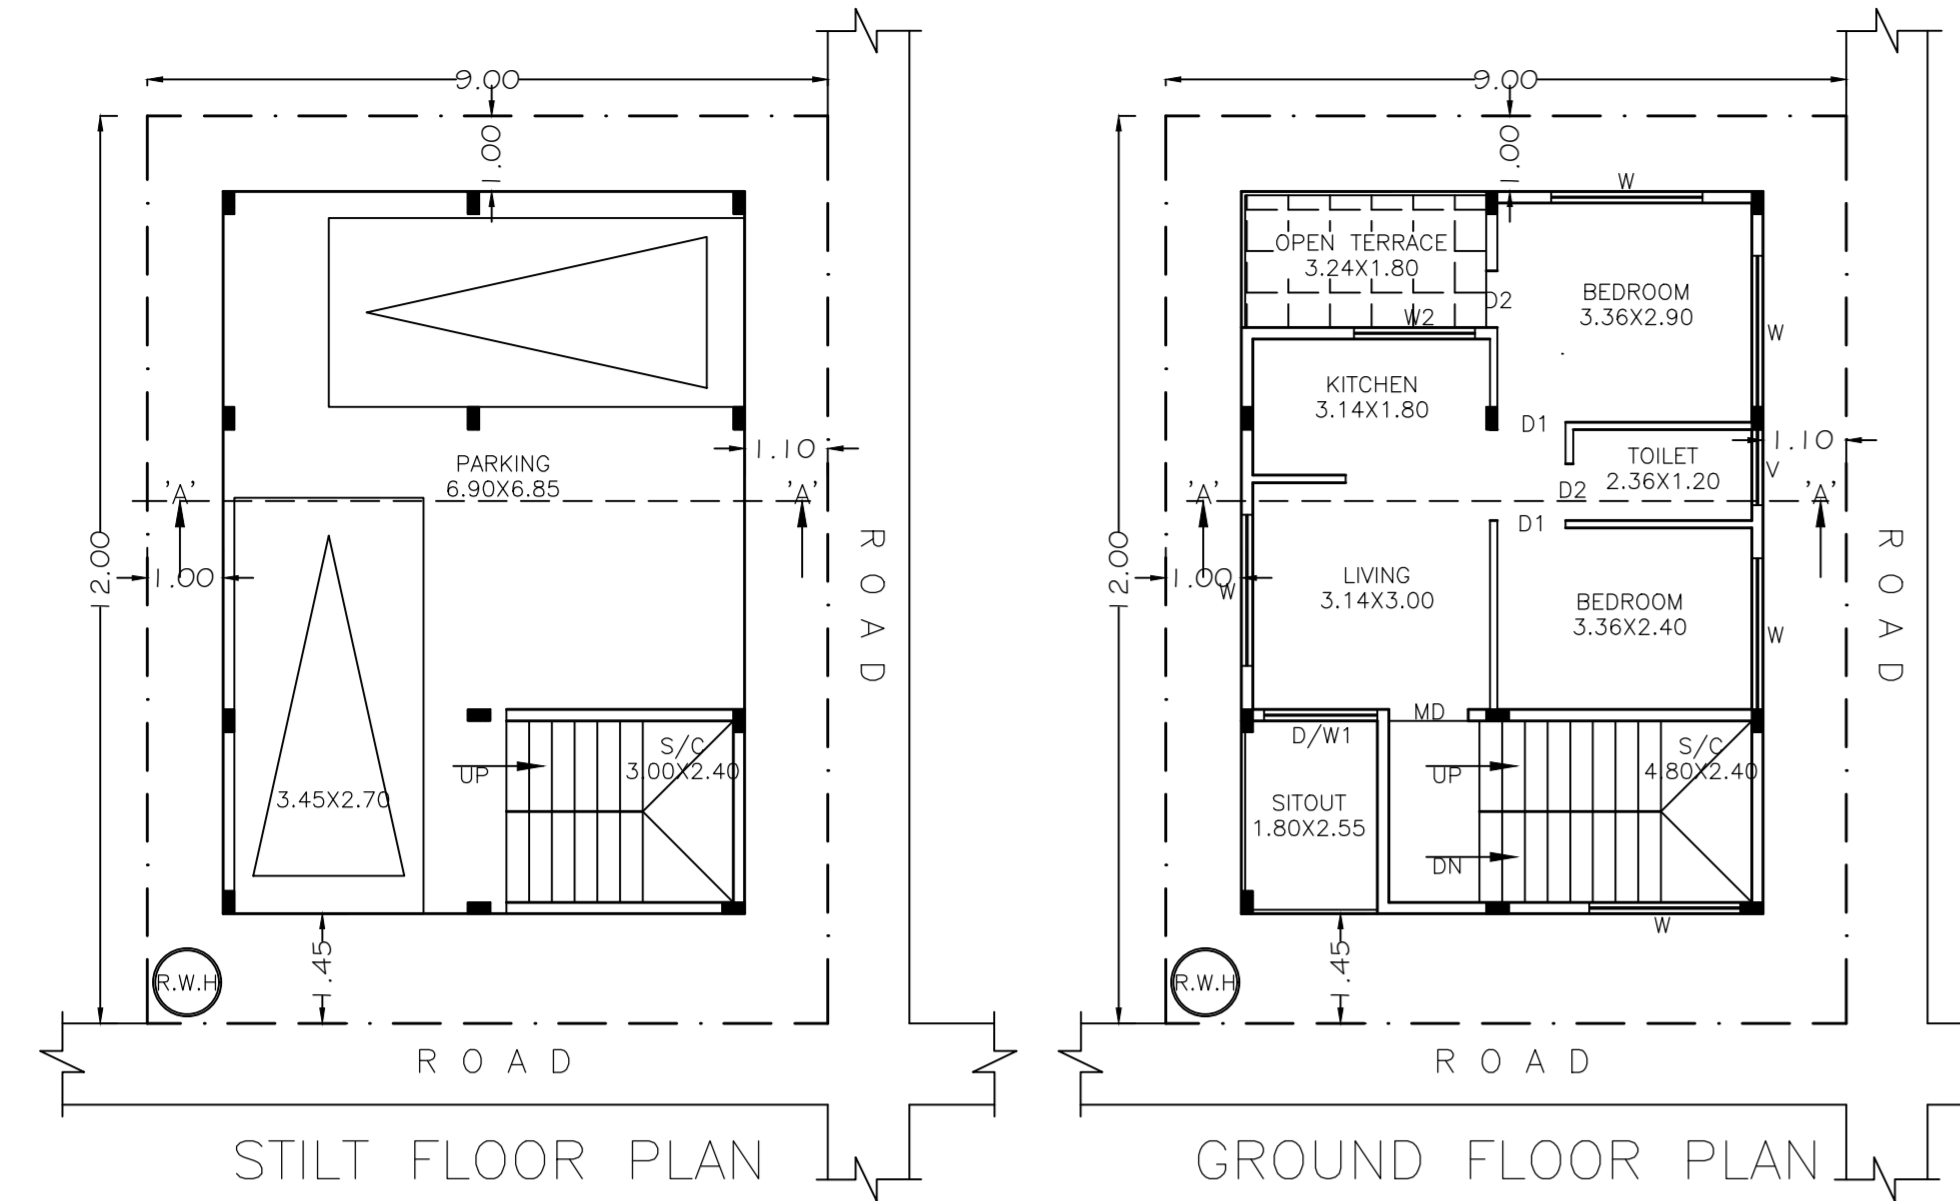 9.00
1.00
PARKING
6.90X6.85
1.10
'A'
'A'
12.00
1.00
S/C
3.00X2.40
UP
3.45X2.70
1.45
R.W.H
ROAD
ROAD
STILT FLOOR PLAN
9.00
1.00
W
OPEN TERRACE
3.24X1.80
D2
W2
BEDROOM
3.36X2.90
W
KITCHEN
3.14X1.80
D1
1.10
TOILET
2.36X1.20
V
'A'
D2
'A'
D1
12.00
1.00
W
LIVING
3.14X3.00
BEDROOM
3.36X2.40
W
MD
D/W1
S/C
4.80X2.40
UP
SITOUT
1.80X2.55
DN
W
1.45
R.W.H
ROAD
ROAD
GROUND FLOOR PLAN